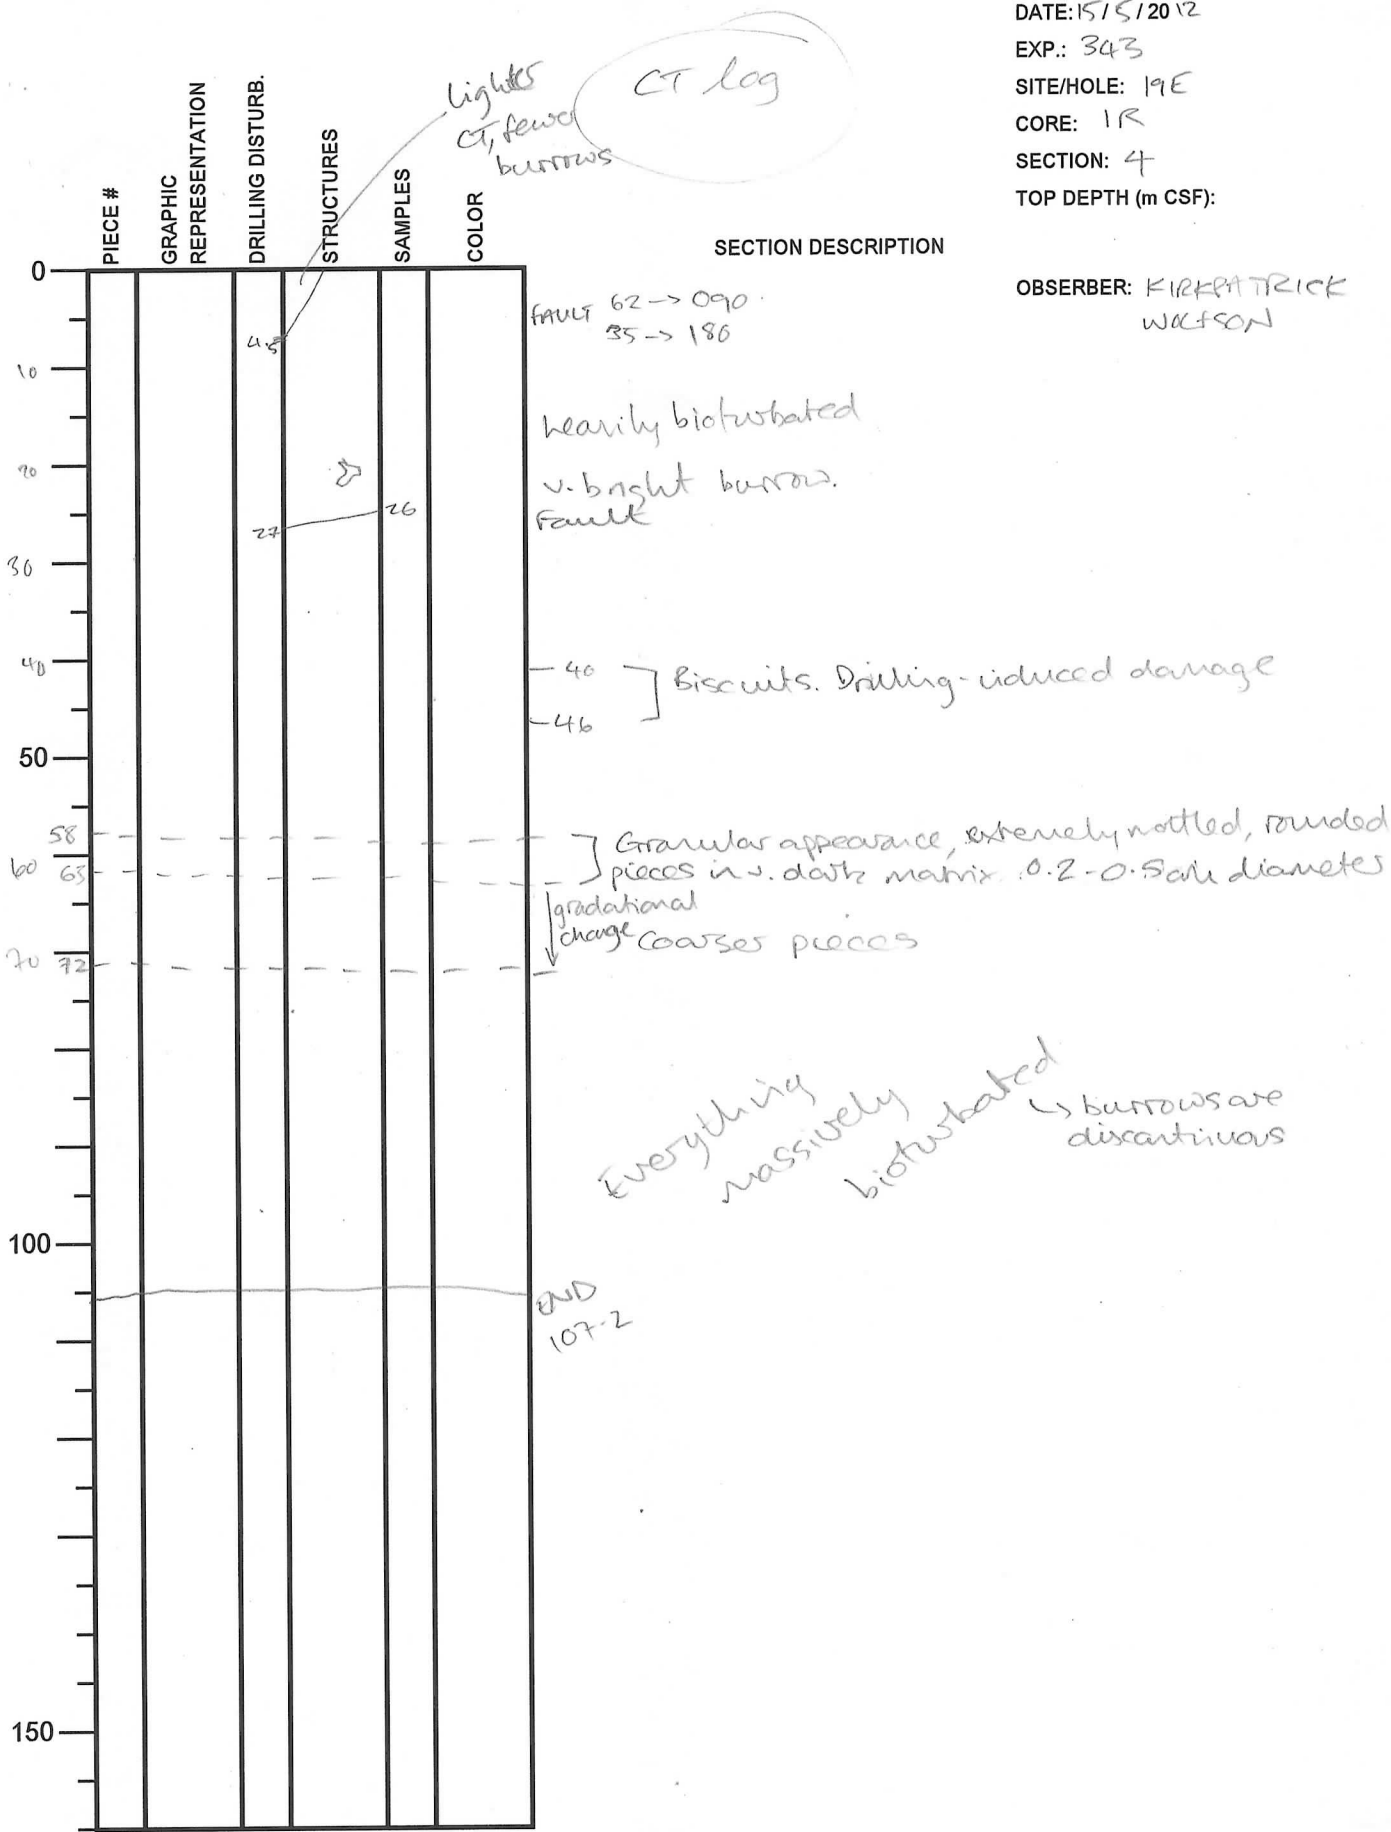 DATE: 15/5/2012
EXP.: 343
SITE/HOLE: 19E
CORE: 1R
SECTION: 4
TOP DEPTH (m CSF):
OBSERBER: KIRKPATRICK
WOLFSON
CT log
lighter
CT, fewer
burrows
PIECE #
GRAPHIC
REPRESENTATION
DRILLING DISTURB.
STRUCTURES
SAMPLES
COLOR
SECTION DESCRIPTION
0
FAULT 62 -> 090
35 -> 180
4.5
10
heavily bioturbated
20
v. bright burrow.
27 26 Fault
30
40
40
Biscuits. Drilling-induced damage
46
50
58
Granular appearance, extremely mottled, rounded
60 63 pieces in v. dark matrix. 0.2-0.5cm diameter
gradational
change coarser pieces
70 72
Everything
massively
bioturbated
↳ burrows are
discontinuous
100
END
107.2
150